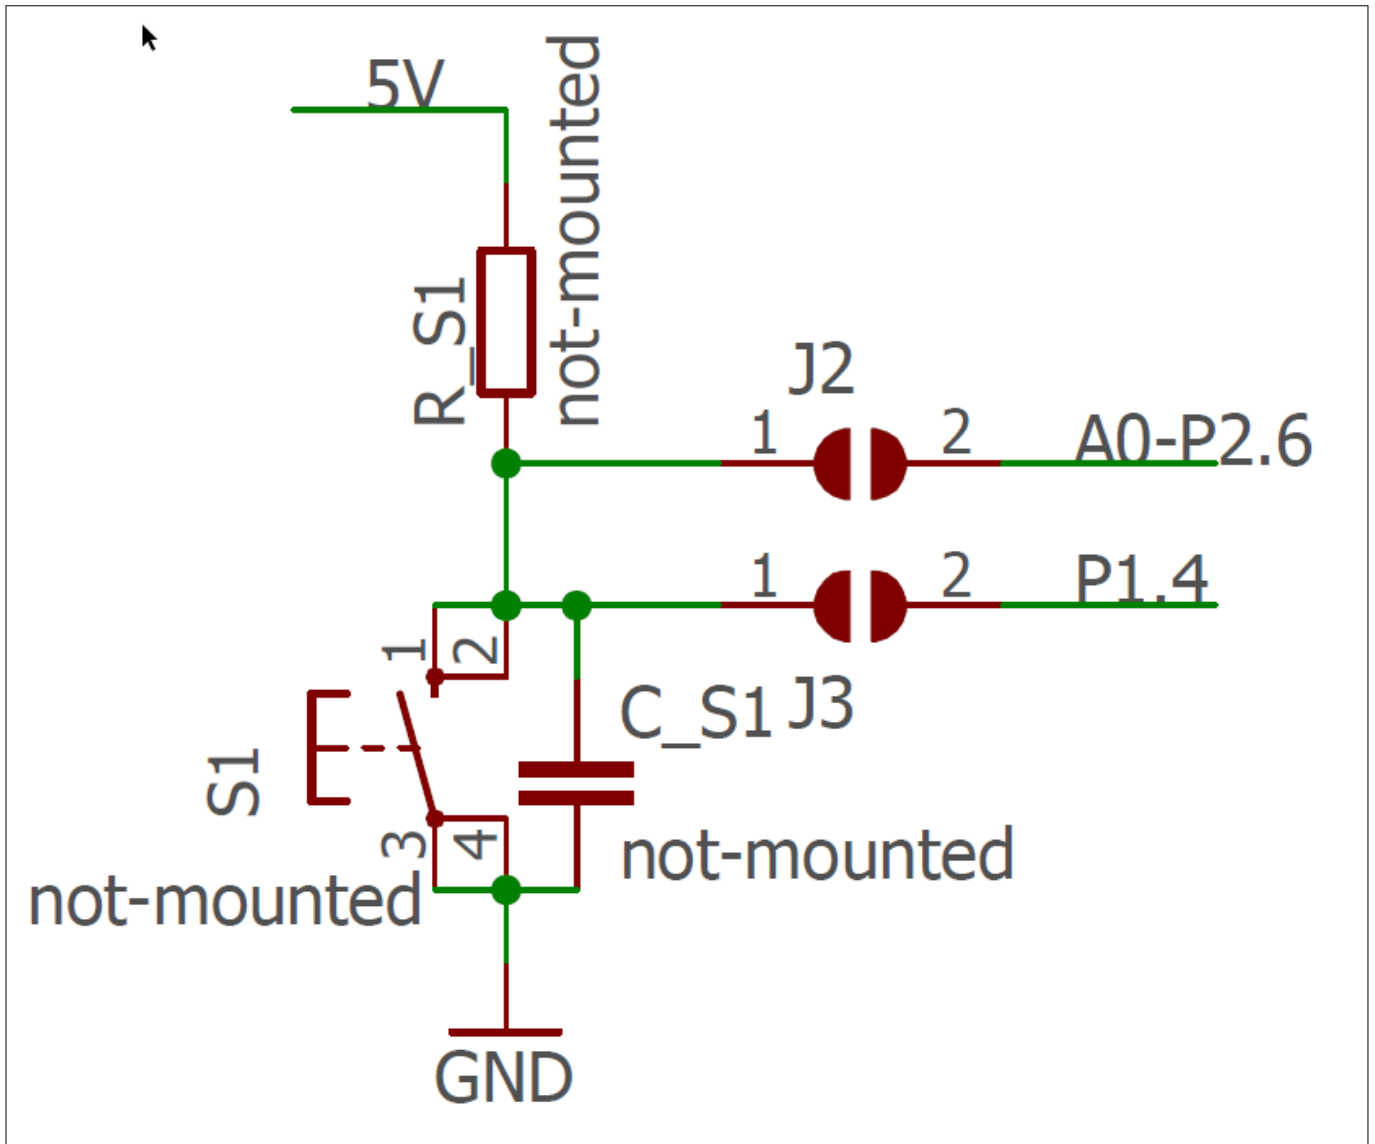 5V
not-mounted
R_S1
J2
1
2
A0-P2.6
1
2
P1.4
1
2
C_S1
J3
S1
3
4
not-mounted
not-mounted
GND